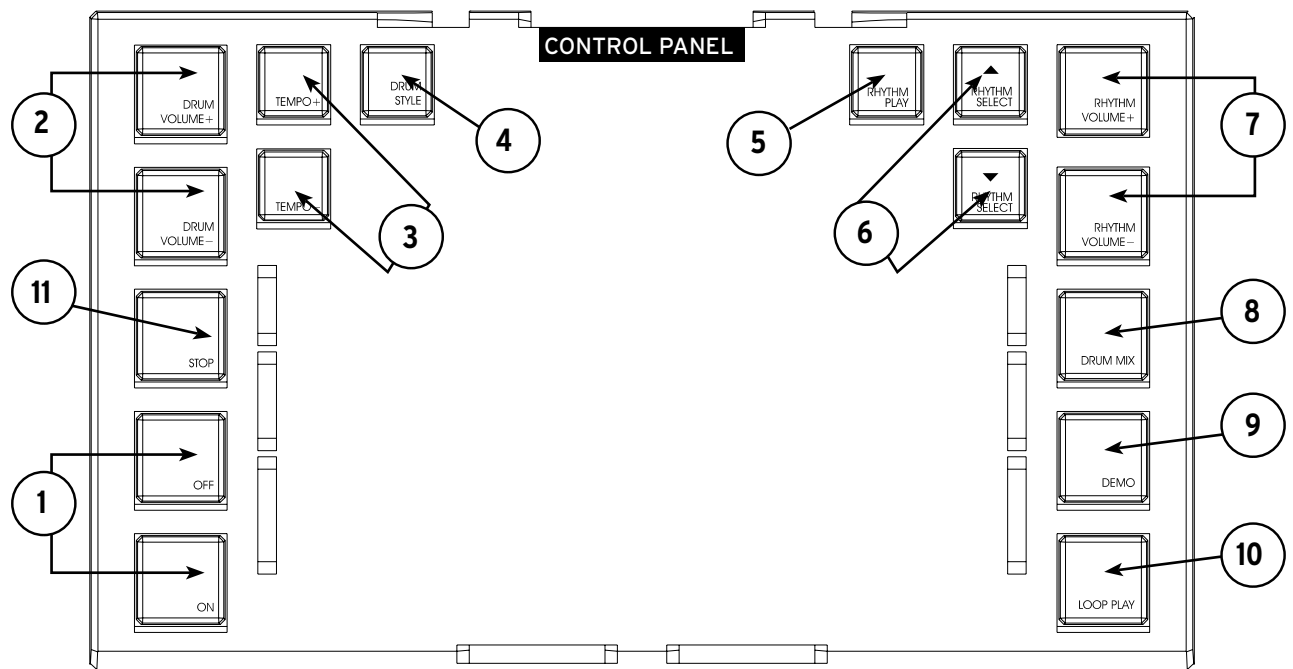 CONTROL PANEL
DRUM
VOLUME+
TEMPO+
DRUM
STYLE
RHYTHM
PLAY
RHYTHM
SELECT
RHYTHM
VOLUME+
2
4
5
7
DRUM
VOLUME−
TEMPO−
3
6
RHYTHM
SELECT
RHYTHM
VOLUME−
11
STOP
DRUM MIX
8
1
OFF
DEMO
9
ON
LOOP PLAY
10